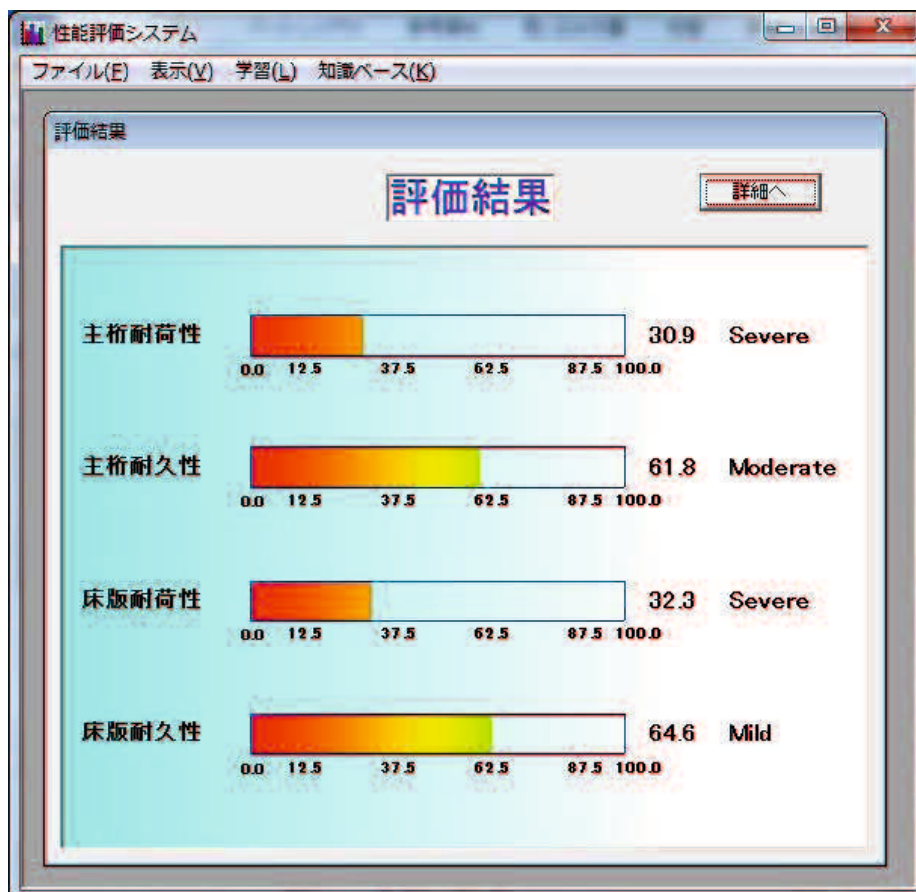 性能評価システム
ファイル(F) 表示(V) 学習(L) 知識ベース(K)
評価結果
評価結果
詳細へ
主桁耐荷性 30.9 Severe
0.0 12.5 37.5 62.5 87.5 100.0
主桁耐久性 61.8 Moderate
0.0 12.5 37.5 62.5 87.5 100.0
床版耐荷性 32.3 Severe
0.0 12.5 37.5 62.5 87.5 100.0
床版耐久性 64.6 Mild
0.0 12.5 37.5 62.5 87.5 100.0